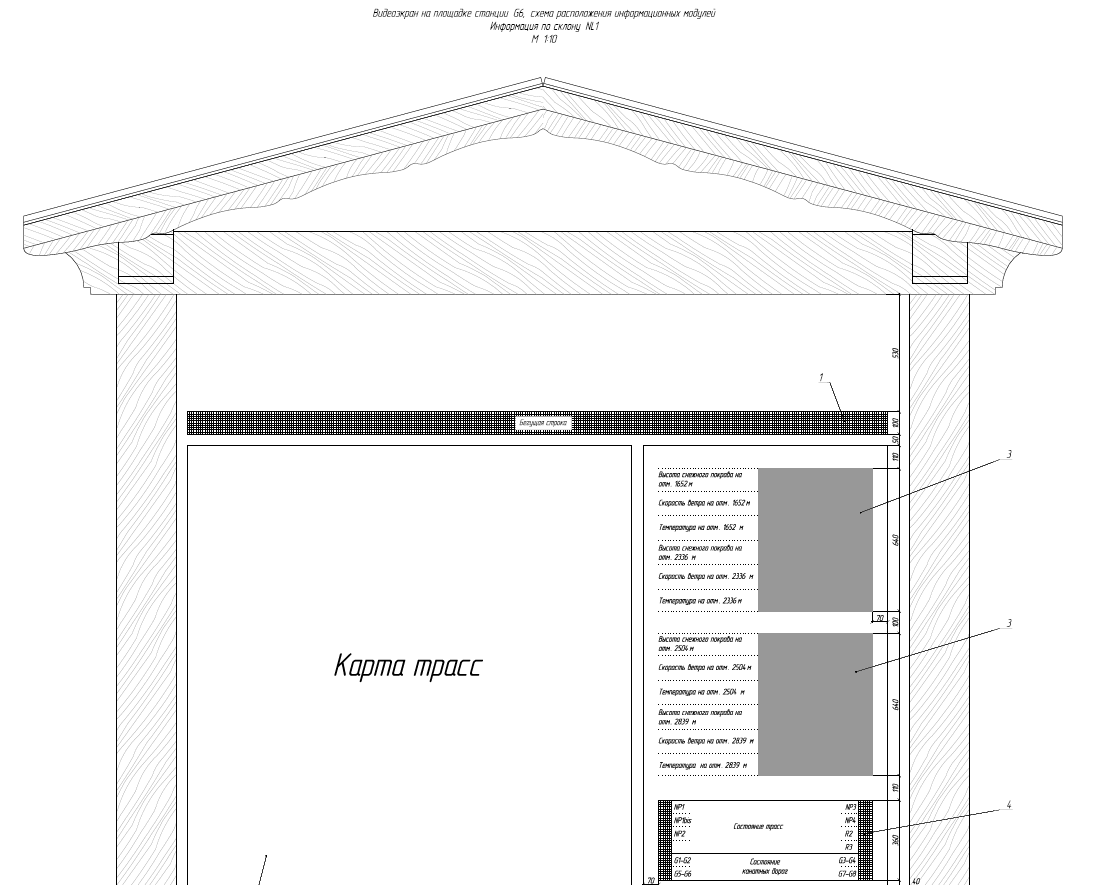 Видеоэкран на площадке станции G6, схема расположения информационных модулей
Информация по склону NL1
М 1:10
530
1
Бегущая строка
100
50
110
3
Высота снежного покрова на
отм. 1652 м
Скорость ветра на отм. 1652 м
Температура на отм. 1652 м
Высота снежного покрова на
отм. 2336 м
Скорость ветра на отм. 2336 м
Температура на отм. 2336 м
640
70
100
3
Карта трасс
Высота снежного покрова на
отм. 2504 м
Скорость ветра на отм. 2504 м
Температура на отм. 2504 м
Высота снежного покрова на
отм. 2839 м
Скорость ветра на отм. 2839 м
Температура на отм. 2839 м
640
110
4
NP1 NP3
NP1bis NP4
Состояние трасс
NP2 R2
R3
360
G1-G2 Состояние G3-G4
G5-G6 канатных дорог G7-G8
70 40